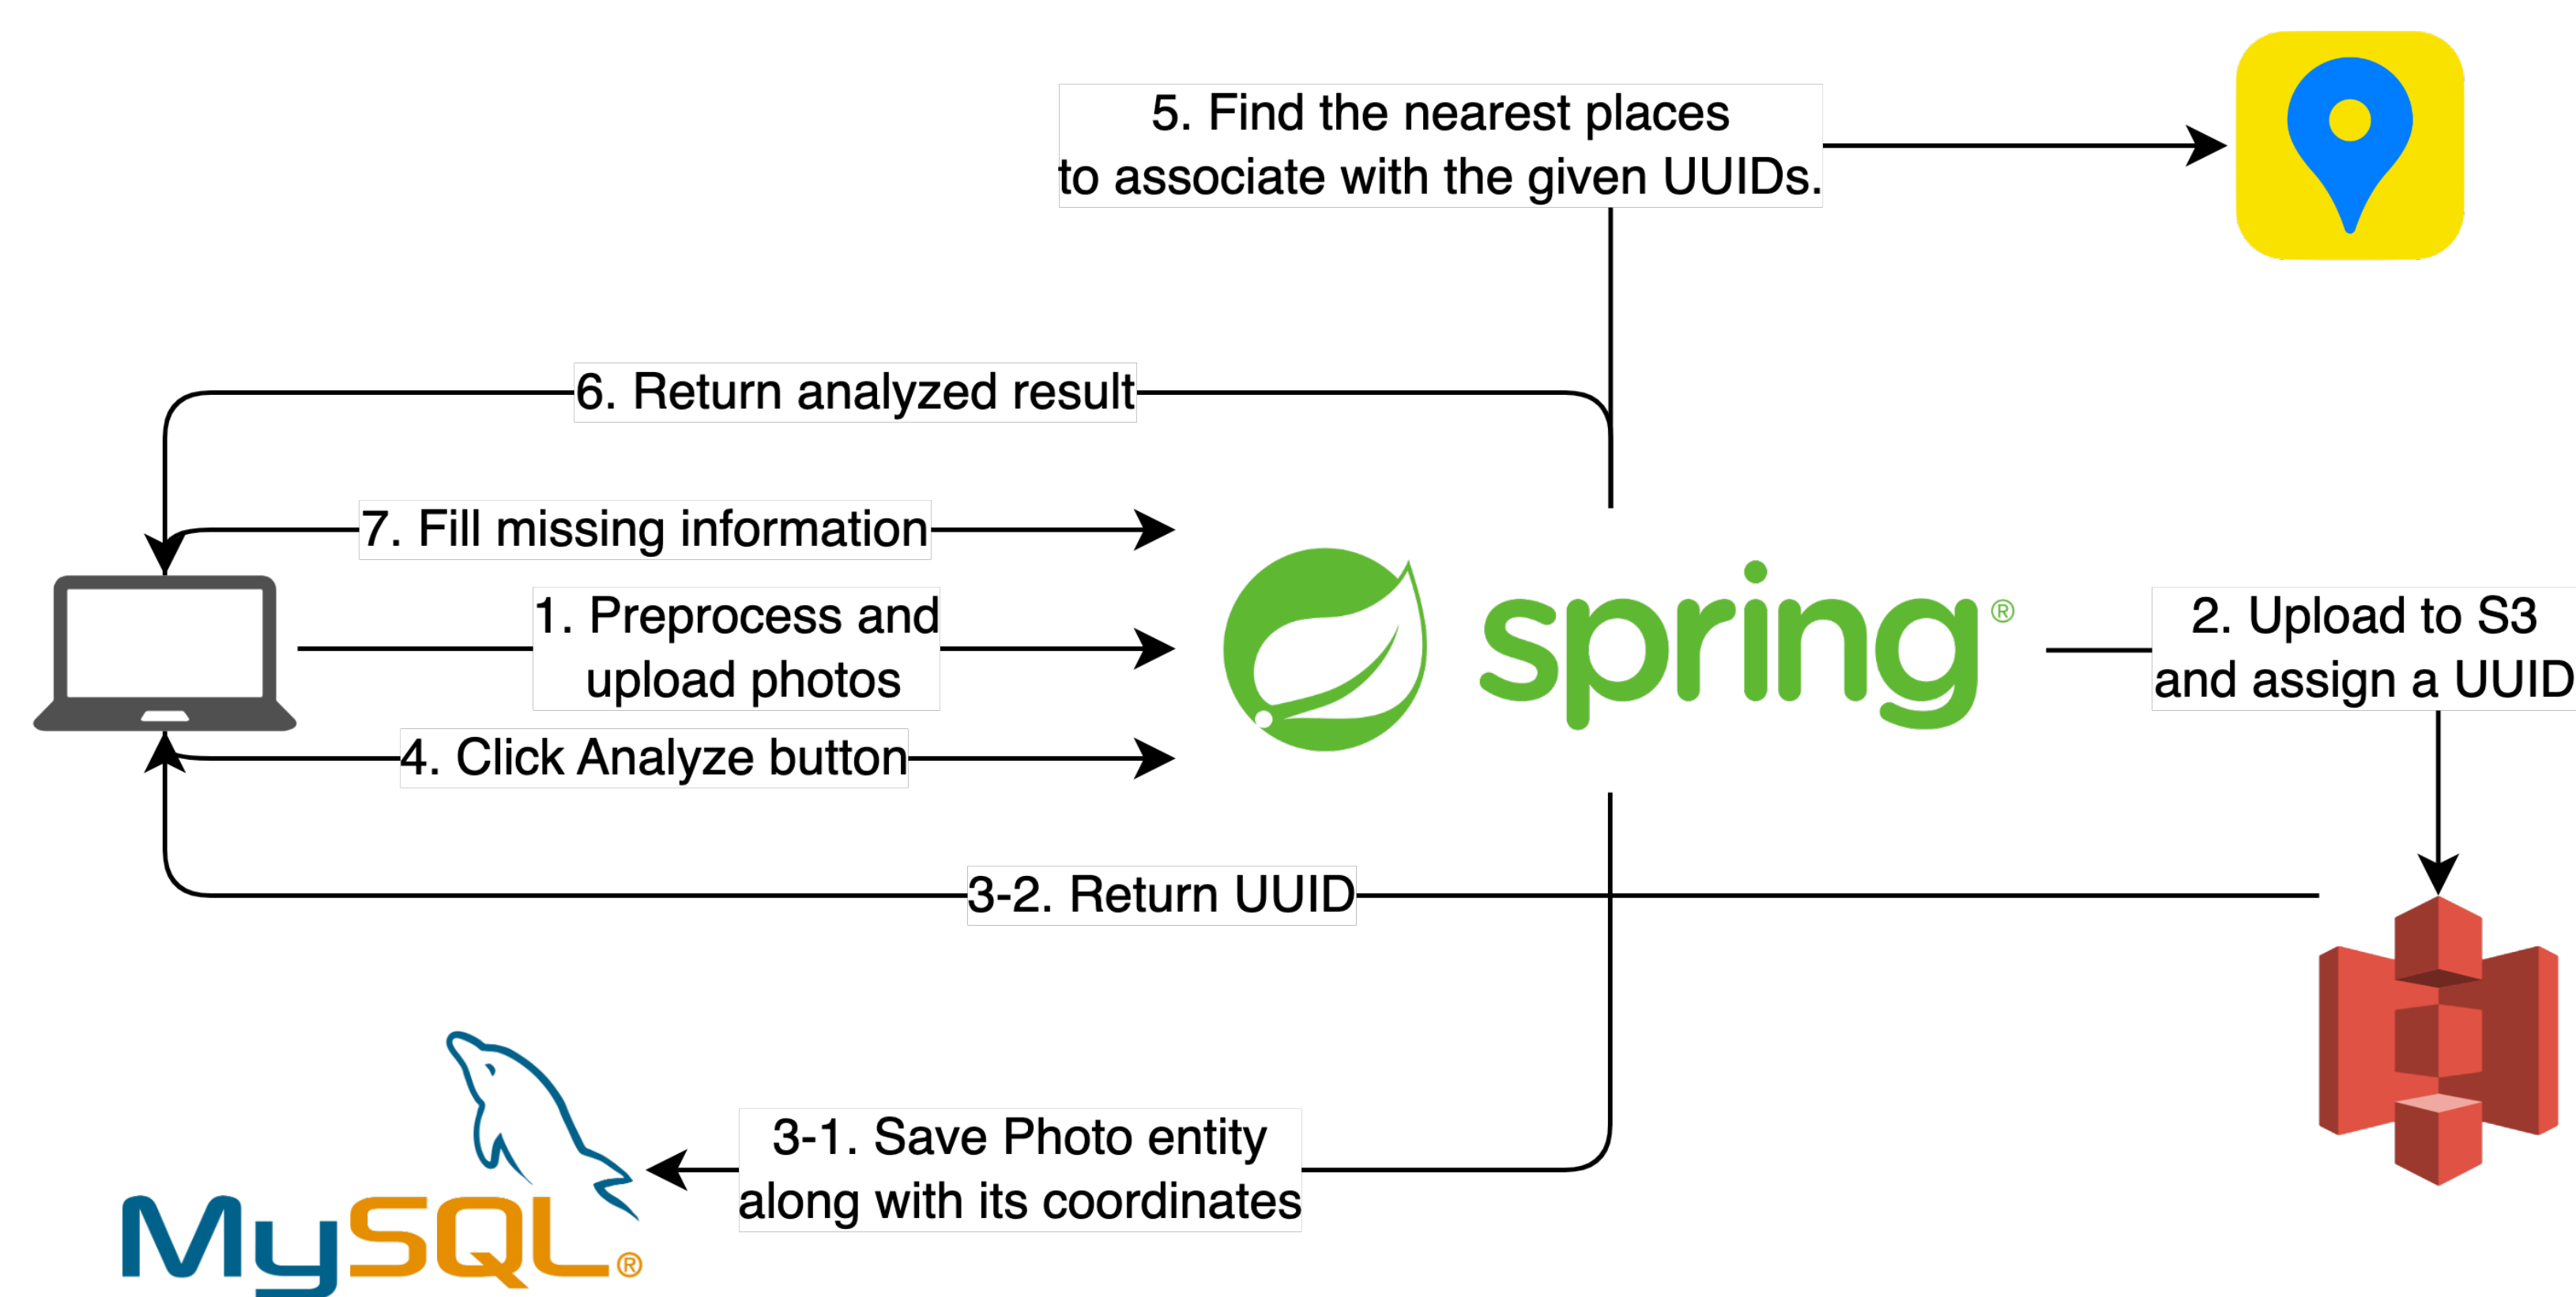 5. Find the nearest places
to associate with the given UUIDs.
6. Return analyzed result
7. Fill missing information
1. Preprocess and
upload photos
spring®
2. Upload to S3
and assign a UUID
4. Click Analyze button
3-2. Return UUID
3-1. Save Photo entity
along with its coordinates
MySQL®